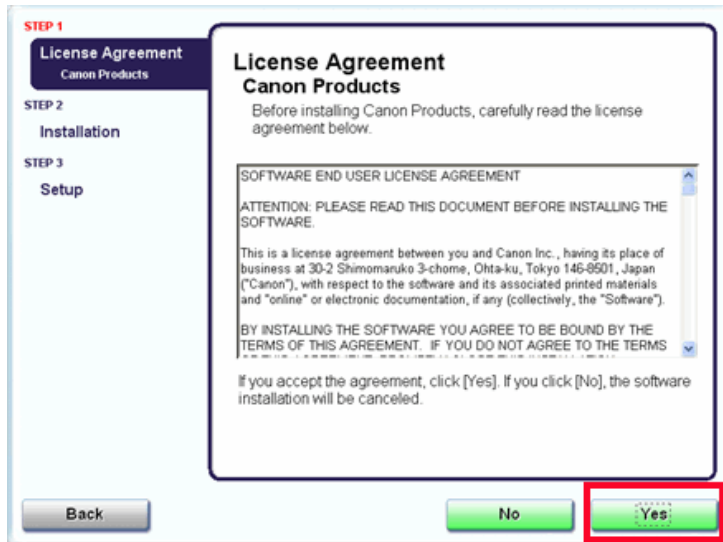 STEP 1
License Agreement
Canon Products
STEP 2
Installation
STEP 3
Setup
License Agreement
Canon Products
Before installing Canon Products, carefully read the license
agreement below.
SOFTWARE END USER LICENSE AGREEMENT
ATTENTION: PLEASE READ THIS DOCUMENT BEFORE INSTALLING THE
SOFTWARE.
This is a license agreement between you and Canon Inc., having its place of
business at 30-2 Shimomaruko 3-chome, Ohta-ku, Tokyo 146-8501, Japan
("Canon"), with respect to the software and its associated printed materials
and "online" or electronic documentation, if any (collectively, the "Software").
BY INSTALLING THE SOFTWARE YOU AGREE TO BE BOUND BY THE
TERMS OF THIS AGREEMENT. IF YOU DO NOT AGREE TO THE TERMS
If you accept the agreement, click [Yes]. If you click [No], the software
installation will be canceled.
Back
No
Yes